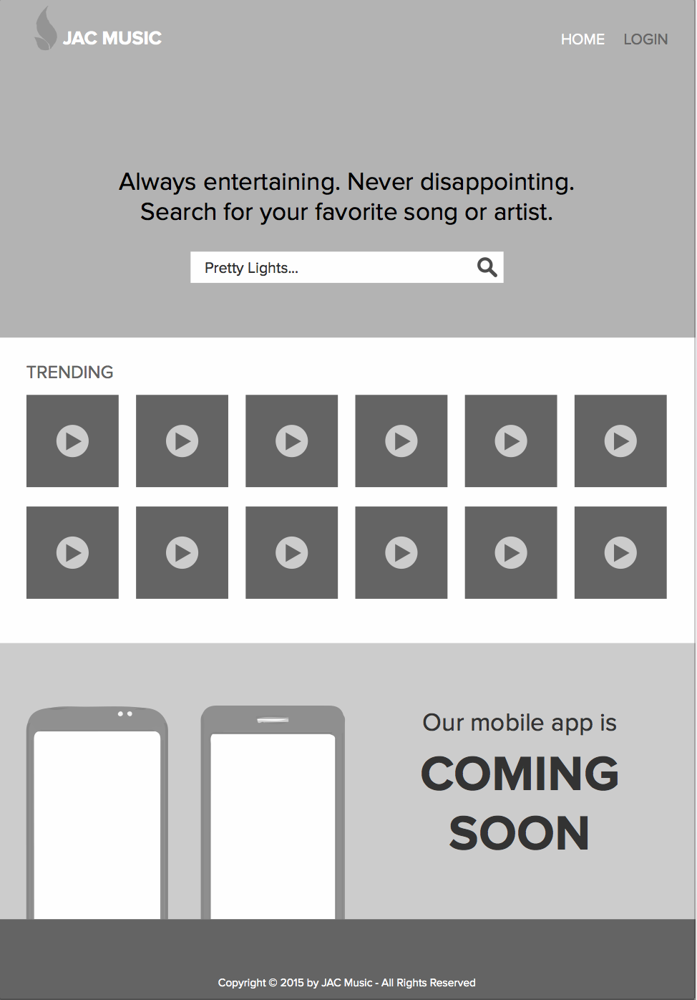 JAC MUSIC
HOME LOGIN
Always entertaining. Never disappointing.
Search for your favorite song or artist.
Pretty Lights...
TRENDING
Our mobile app is
COMING
SOON
Copyright © 2015 by JAC Music - All Rights Reserved